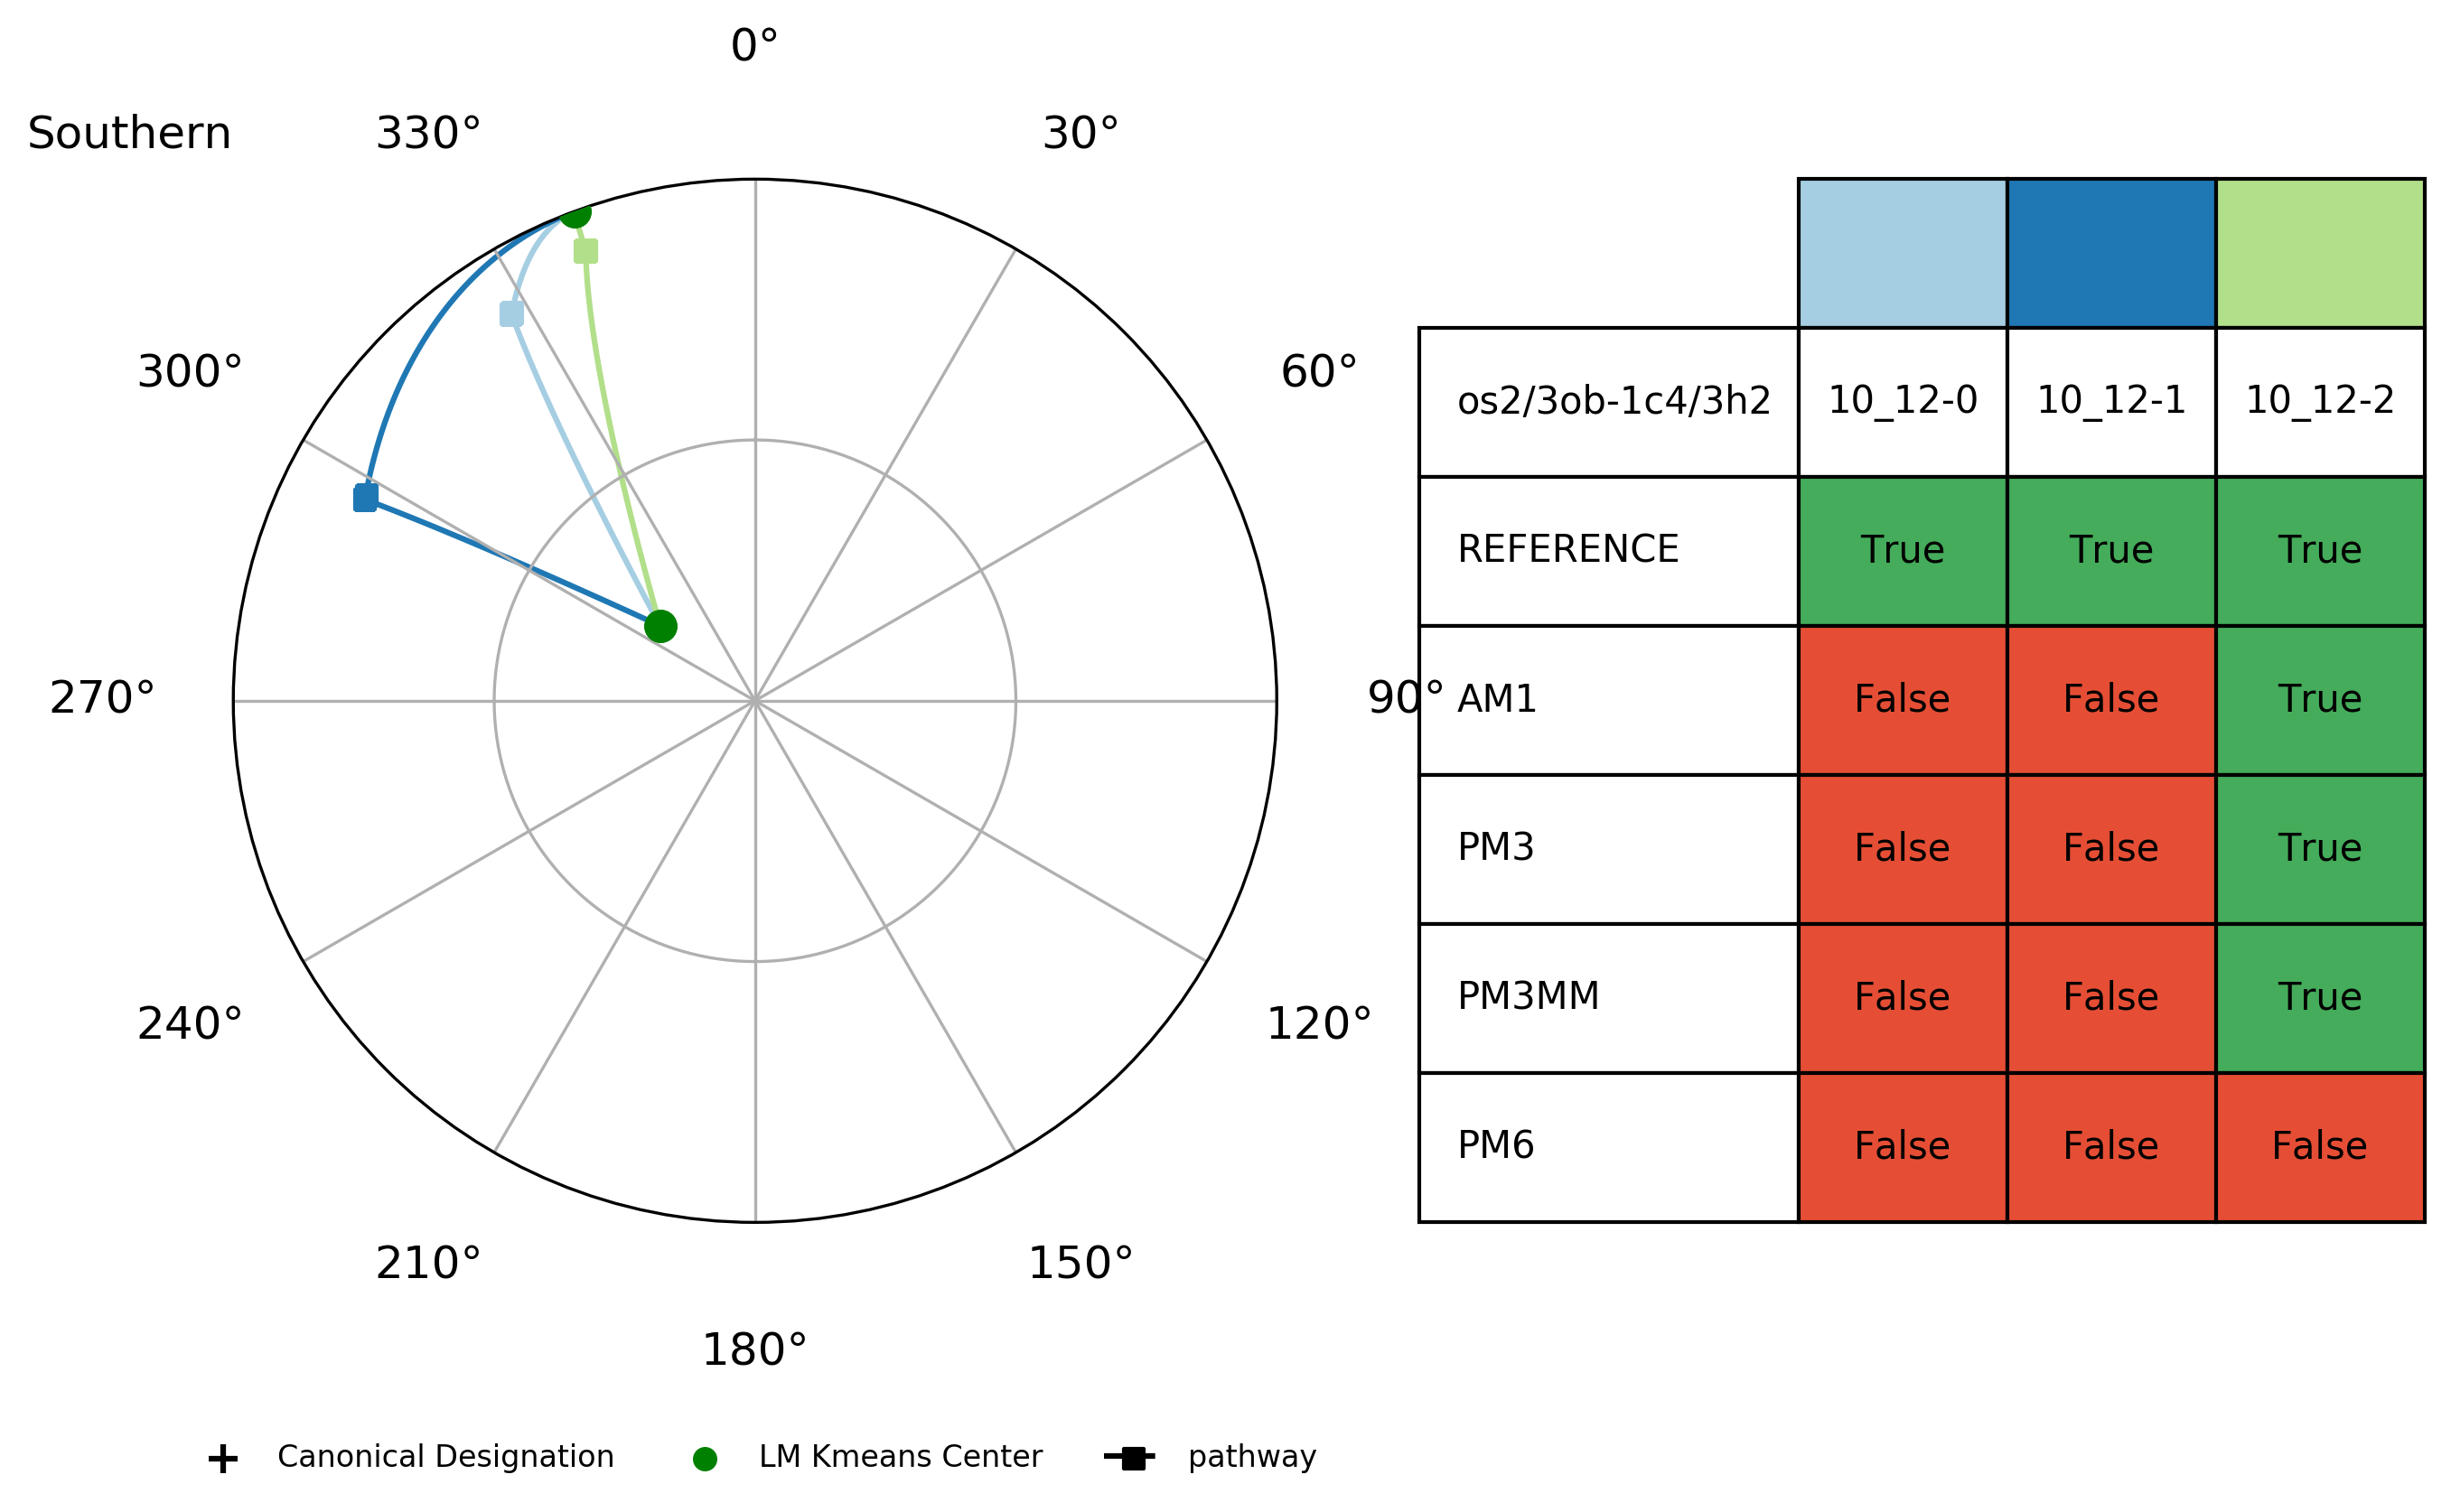 0°
Southern
330°
30°
300°
60°
270°
90°
240°
120°
210°
150°
180°
os2/3ob-1c4/3h2 10_12-0 10_12-1 10_12-2
REFERENCE True True True
AM1 False False True
PM3 False False True
PM3MM False False True
PM6 False False False
Canonical Designation LM Kmeans Center pathway